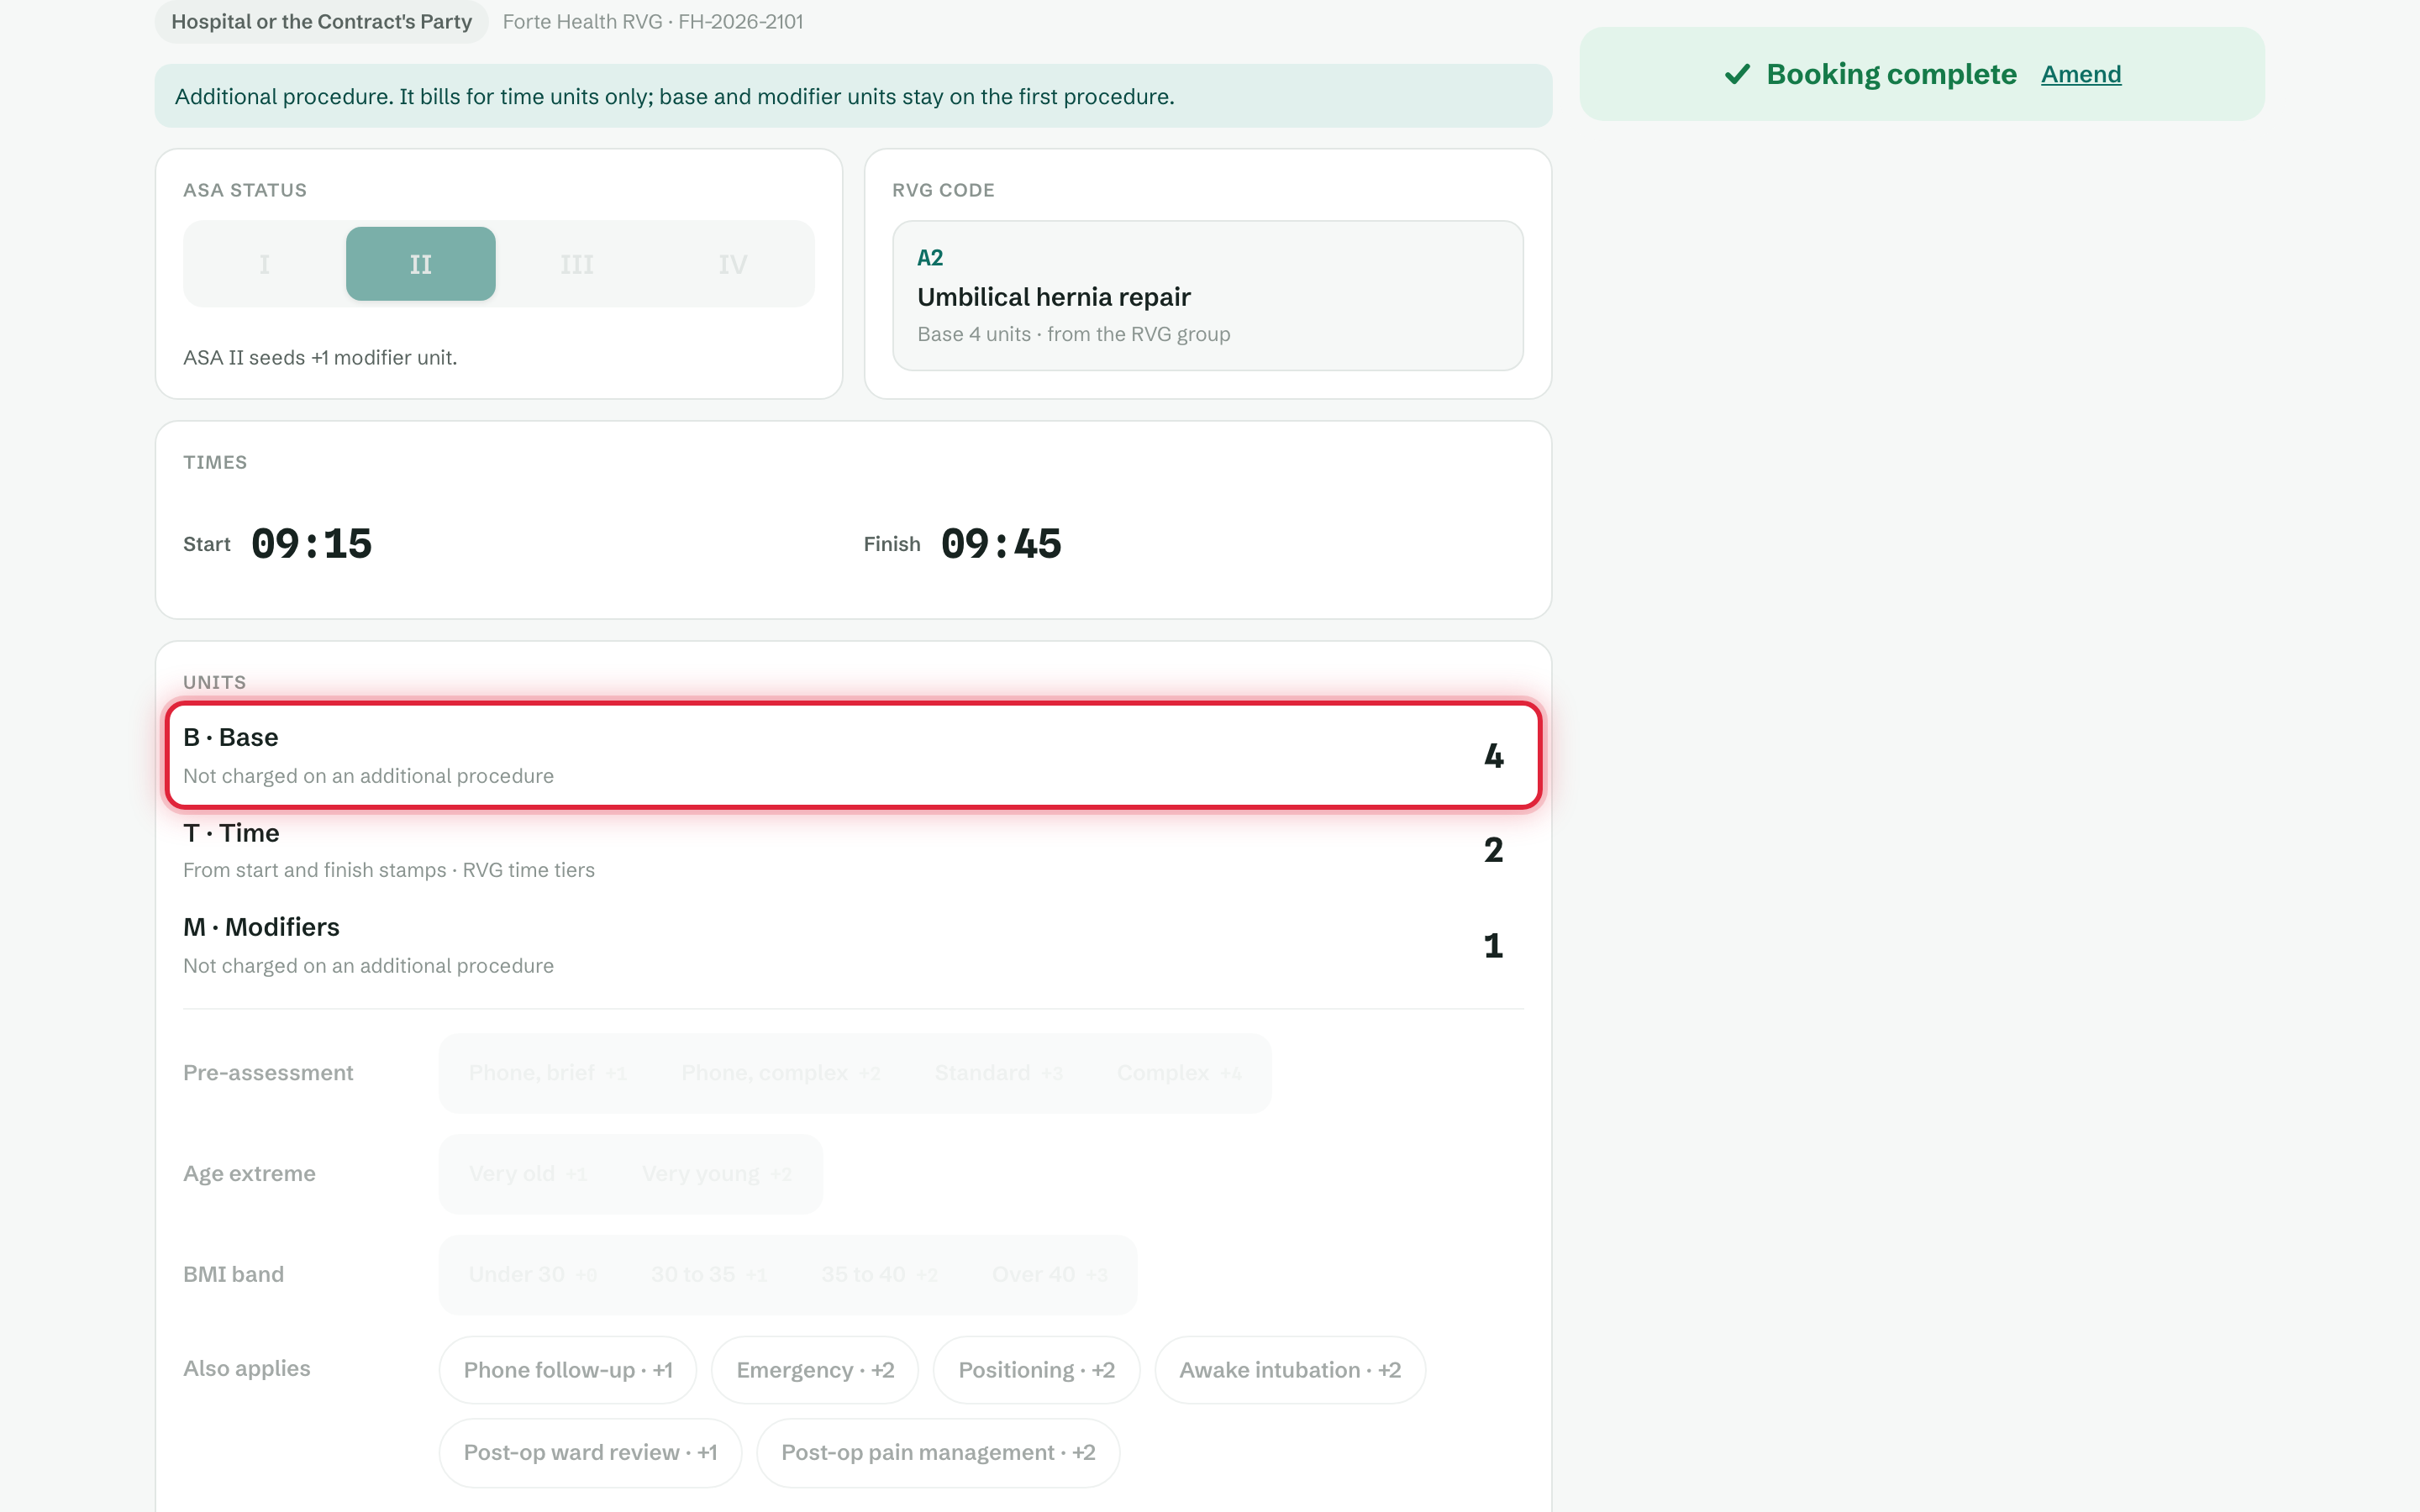 Hospital or the Contract's Party Forte Health RVG · FH-2026-2101
Booking complete Amend
Additional procedure. It bills for time units only; base and modifier units stay on the first procedure.
ASA STATUS
I II III IV
ASA II seeds +1 modifier unit.
RVG CODE
A2
Umbilical hernia repair
Base 4 units · from the RVG group
TIMES
Start 09:15 Finish 09:45
UNITS
B · Base
Not charged on an additional procedure
4
T · Time
From start and finish stamps · RVG time tiers
2
M · Modifiers
Not charged on an additional procedure
1
Pre-assessment Phone, brief +1 Phone, complex +2 Standard +3 Complex +4
Age extreme Very old +1 Very young +2
BMI band Under 30 +0 30 to 35 +1 35 to 40 +2 Over 40 +3
Also applies Phone follow-up · +1 Emergency · +2 Positioning · +2 Awake intubation · +2
Post-op ward review · +1 Post-op pain management · +2